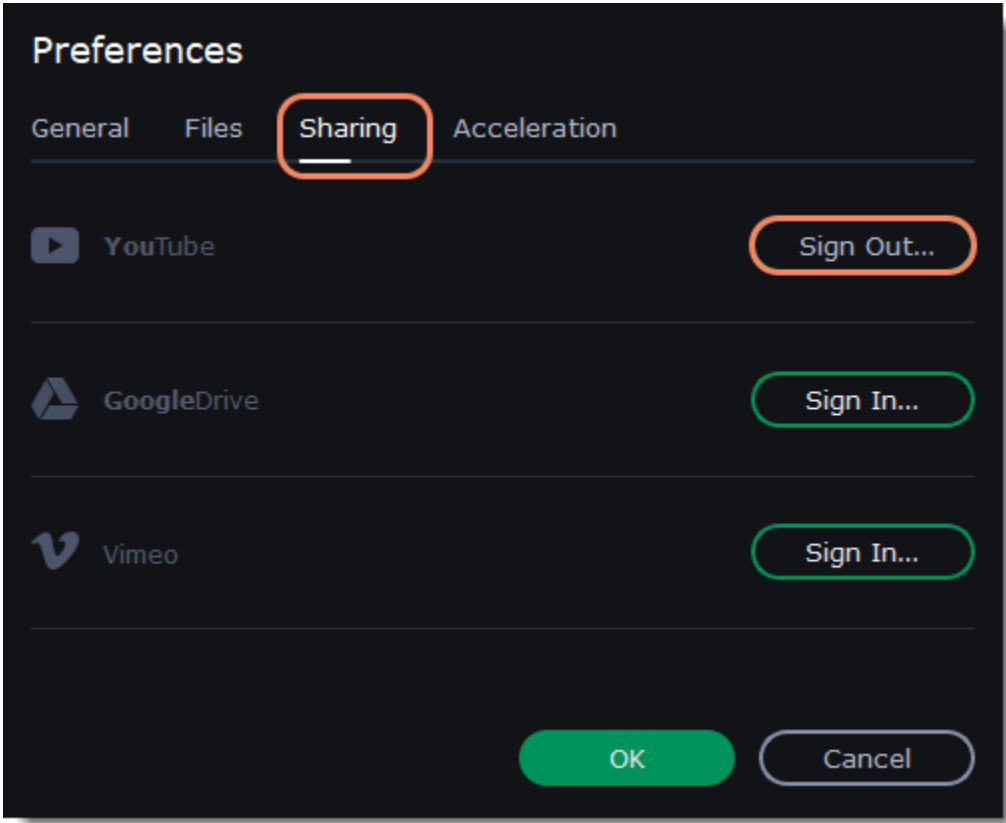 Preferences
General Files Sharing Acceleration
YouTube Sign Out...
GoogleDrive Sign In...
Vimeo Sign In...
OK Cancel